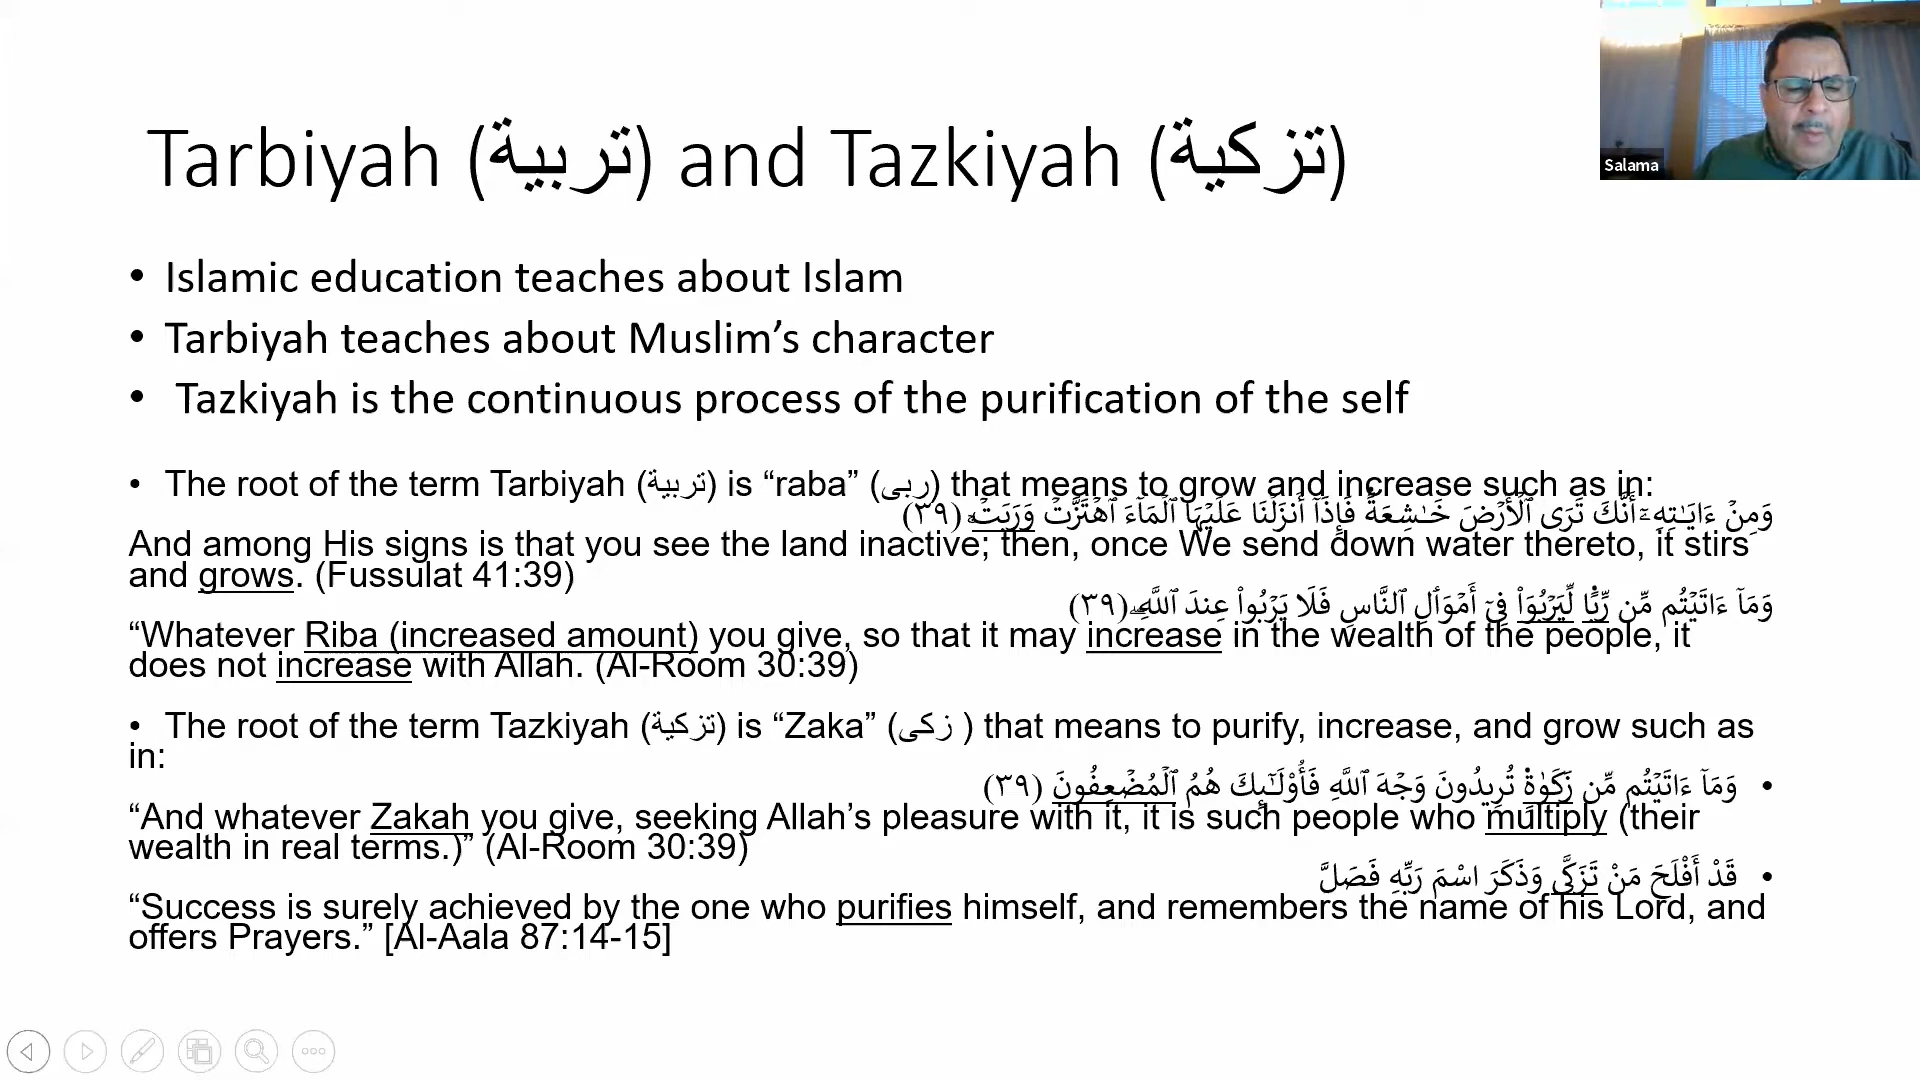 Tarbiyah (تربية) and Tazkiyah (تزكية)
Salama
• Islamic education teaches about Islam
• Tarbiyah teaches about Muslim’s character
• Tazkiyah is the continuous process of the purification of the self
• The root of the term Tarbiyah (تربية) is “raba” (ربى) that means to grow and increase such as in:
وَمِنْ ءَايَـٰتِهِۦٓ أَنَّكَ تَرَى ٱلْأَرْضَ خَـٰشِعَةً فَإِذَآ أَنزَلْنَا عَلَيْهَا ٱلْمَآءَ ٱهْتَزَّتْ وَرَبَتْ ۚ (٣٩)
And among His signs is that you see the land inactive; then, once We send down water thereto, it stirs
and grows. (Fussulat 41:39)
وَمَآ ءَاتَيْتُم مِّن رِّبًا لِّيَرْبُوَا۟ فِىٓ أَمْوَٰلِ ٱلنَّاسِ فَلَا يَرْبُوا۟ عِندَ ٱللَّهِ ۖ (٣٩)
“Whatever Riba (increased amount) you give, so that it may increase in the wealth of the people, it
does not increase with Allah. (Al-Room 30:39)
• The root of the term Tazkiyah (تزكية) is “Zaka” (زكى ) that means to purify, increase, and grow such as
in:
• وَمَآ ءَاتَيْتُم مِّن زَكَوٰةٍ تُرِيدُونَ وَجْهَ ٱللَّهِ فَأُو۟لَـٰٓئِكَ هُمُ ٱلْمُضْعِفُونَ (٣٩)
“And whatever Zakah you give, seeking Allah’s pleasure with it, it is such people who multiply (their
wealth in real terms.)” (Al-Room 30:39)
• قَدْ أَفْلَحَ مَنْ تَزَكَّى وَذَكَرَ اسْمَ رَبِّهِ فَصَلَّ
“Success is surely achieved by the one who purifies himself, and remembers the name of his Lord, and
offers Prayers.” [Al-Aala 87:14-15]